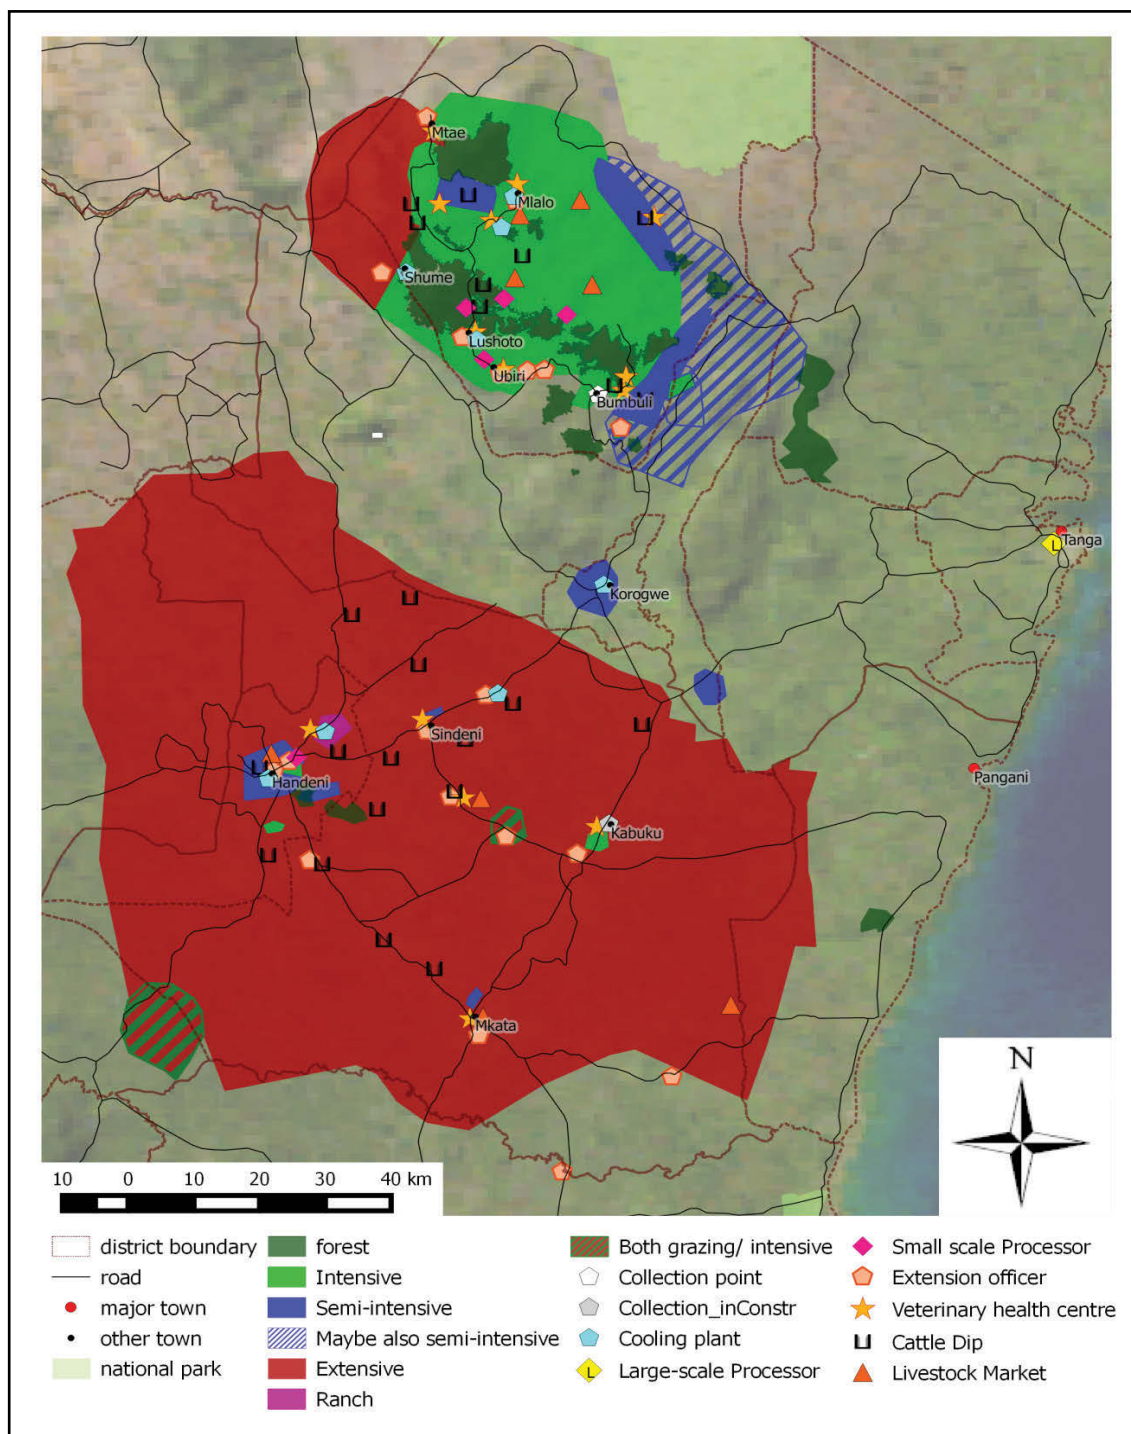 Mtae
Mlalo
Shume
Lushoto
Ubiri
Bumbuli
L
Tanga
Korogwe
Sindeni
Pangani
Handeni
Kabuku
Mkata
N
10 0 10 20 30 40 km
district boundary
road
major town
other town
national park
forest
Intensive
Semi-intensive
Maybe also semi-intensive
Extensive
Ranch
Both grazing/ intensive
Collection point
Collection_inConstr
Cooling plant
L Large-scale Processor
Small scale Processor
Extension officer
Veterinary health centre
Cattle Dip
Livestock Market